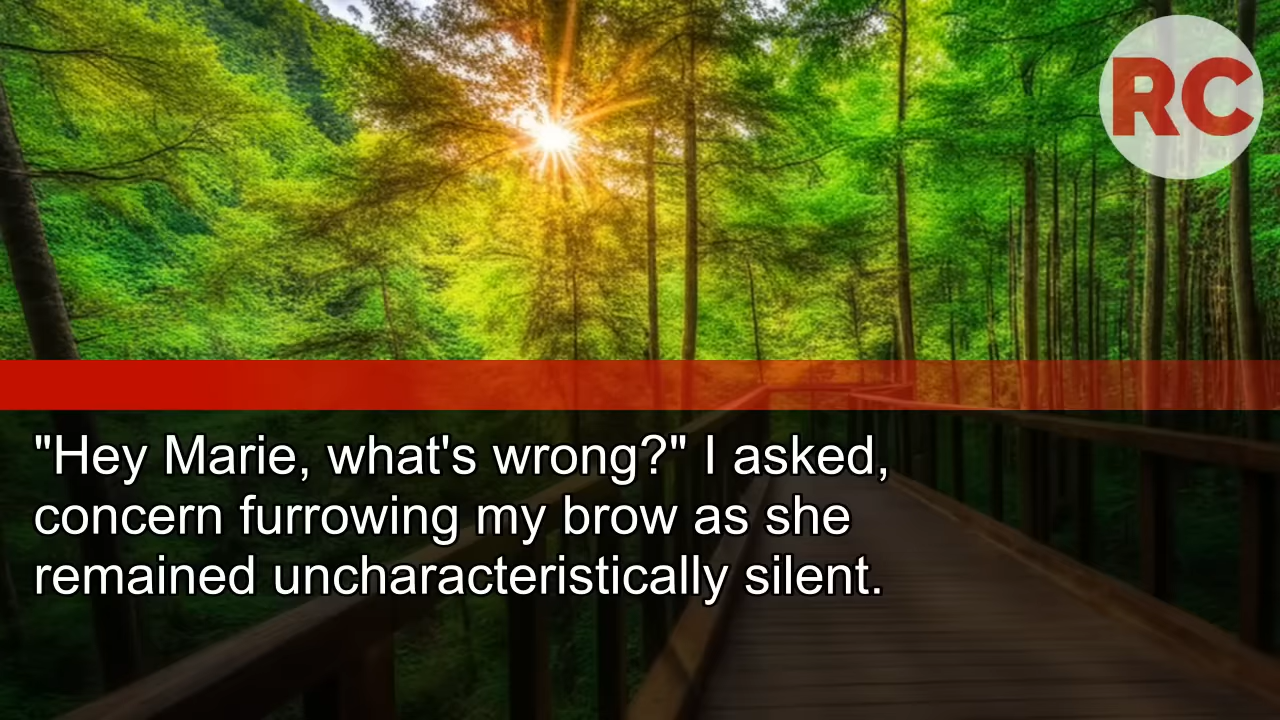 RC
"Hey Marie, what's wrong?" I asked,
concern furrowing my brow as she
remained uncharacteristically silent.